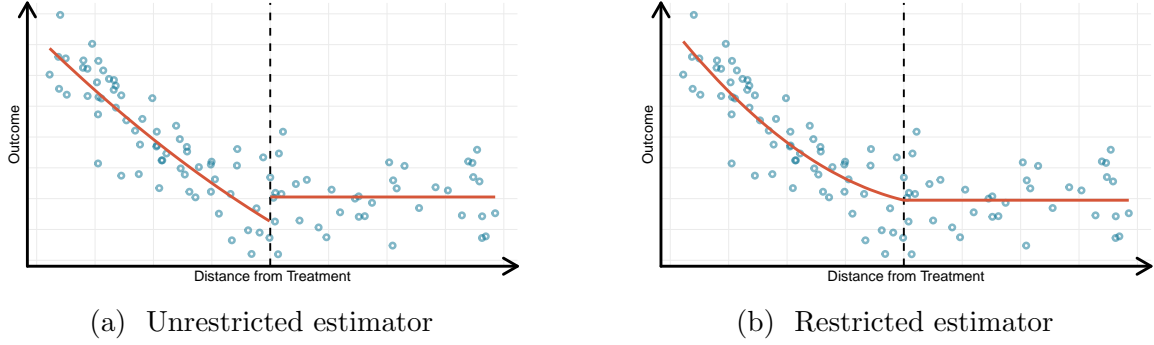 Outcome
Distance from Treatment
(a) Unrestricted estimator
Outcome
Distance from Treatment
(b) Restricted estimator